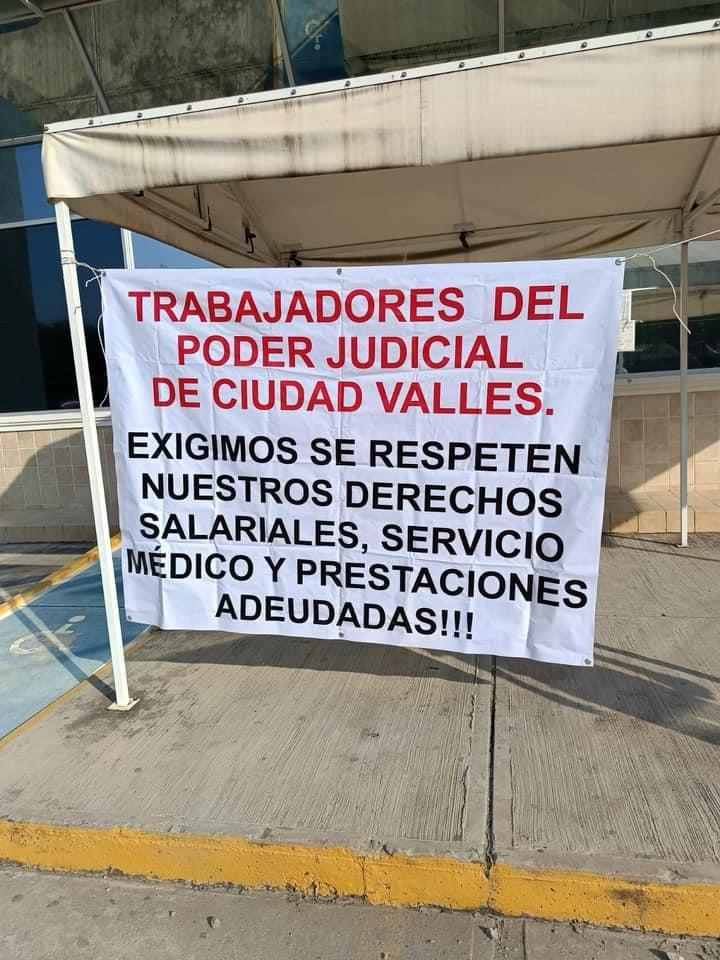 TRABAJADORES DEL
PODER JUDICIAL
DE CIUDAD VALLES.
EXIGIMOS SE RESPETEN
NUESTROS DERECHOS
SALARIALES, SERVICIO
MÉDICO Y PRESTACIONES
ADEUDADAS!!!